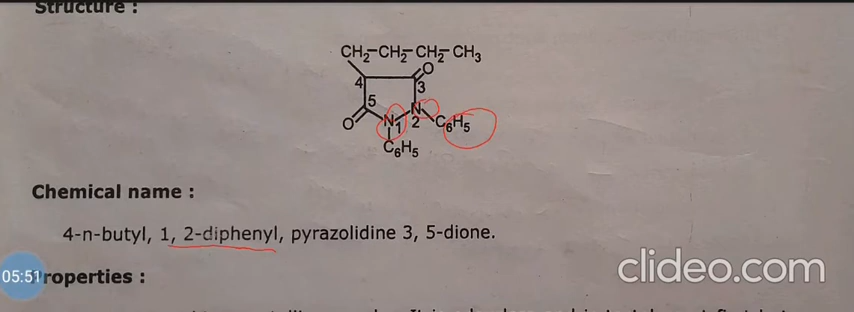 Structure :
CH2–CH2–CH2–CH3
O
4
3
5
N
O
N
1
2
C6H5
C6H5
Chemical name :
4-n-butyl, 1, 2-diphenyl, pyrazolidine 3, 5-dione.
05:51
Properties :
clideo.com